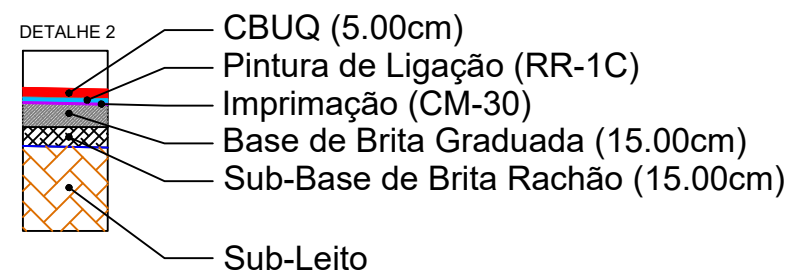 DETALHE 2
CBUQ (5.00cm)
Pintura de Ligação (RR-1C)
Imprimação (CM-30)
Base de Brita Graduada (15.00cm)
Sub-Base de Brita Rachão (15.00cm)
Sub-Leito